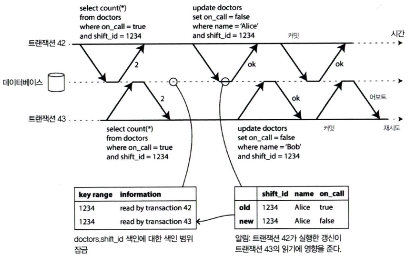 select count(*)
from doctors
where on_call = true
and shift_id = 1234
update doctors
set on_call = false
where name = 'Alice'
and shift_id = 1234
커밋
시간
트랜잭션 42
2
ok
ok
데이터베이스
2
ok
어보트
트랜잭션 43
select count(*)
from doctors
where on_call = true
and shift_id = 1234
update doctors
set on_call = false
where name = 'Bob'
and shift_id = 1234
커밋
재시도
key range information
1234 read by transaction 42
1234 read by transaction 43
doctors.shift_id 색인에 대한 색인 범위
잠금
shift_id name on_call
old 1234 Alice true
new 1234 Alice false
알림: 트랜잭션 42가 실행한 갱신이
트랜잭션 43의 읽기에 영향을 준다.